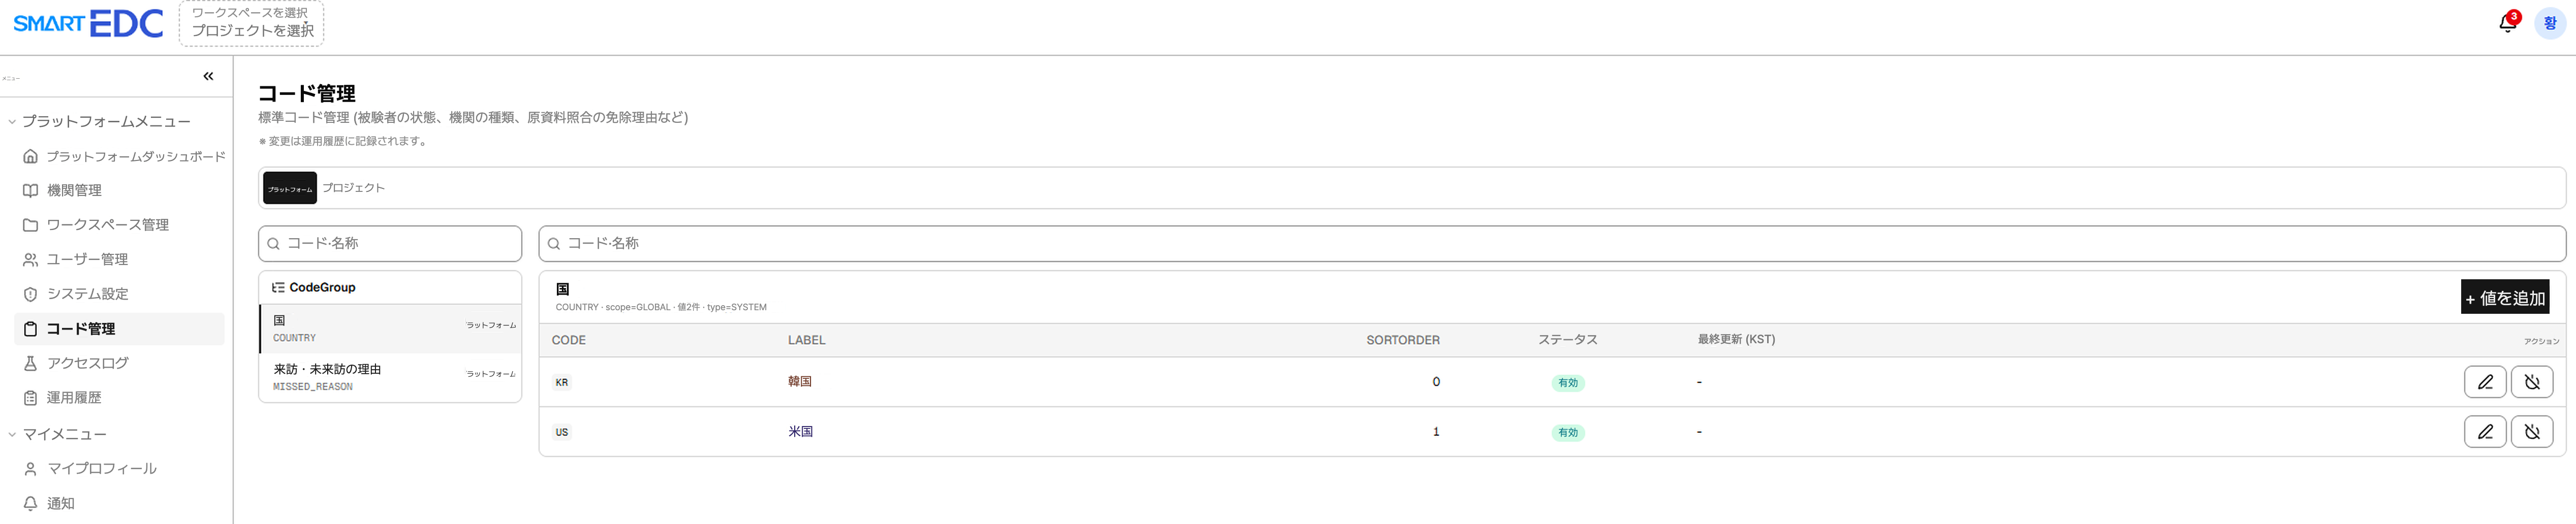 SMART EDC
ワークスペースを選択
プロジェクトを選択
3
황
メニュー
プラットフォームメニュー
プラットフォームダッシュボード
機関管理
ワークスペース管理
ユーザー管理
システム設定
コード管理
アクセスログ
運用履歴
マイメニュー
マイプロフィール
通知
コード管理
標準コード管理 (被験者の状態、機関の種類、原資料照合の免除理由など)
※ 変更は運用履歴に記録されます。
プラットフォーム プロジェクト
コード·名称
CodeGroup
国
COUNTRY
ラットフォーム
来訪・未来訪の理由
MISSED_REASON
ラットフォーム
コード·名称
国
COUNTRY · scope=GLOBAL · 値2件 · type=SYSTEM
+ 値を追加
CODE LABEL SORTORDER ステータス 最終更新 (KST) アクション
KR 韓国 0 有効 -
US 米国 1 有効 -